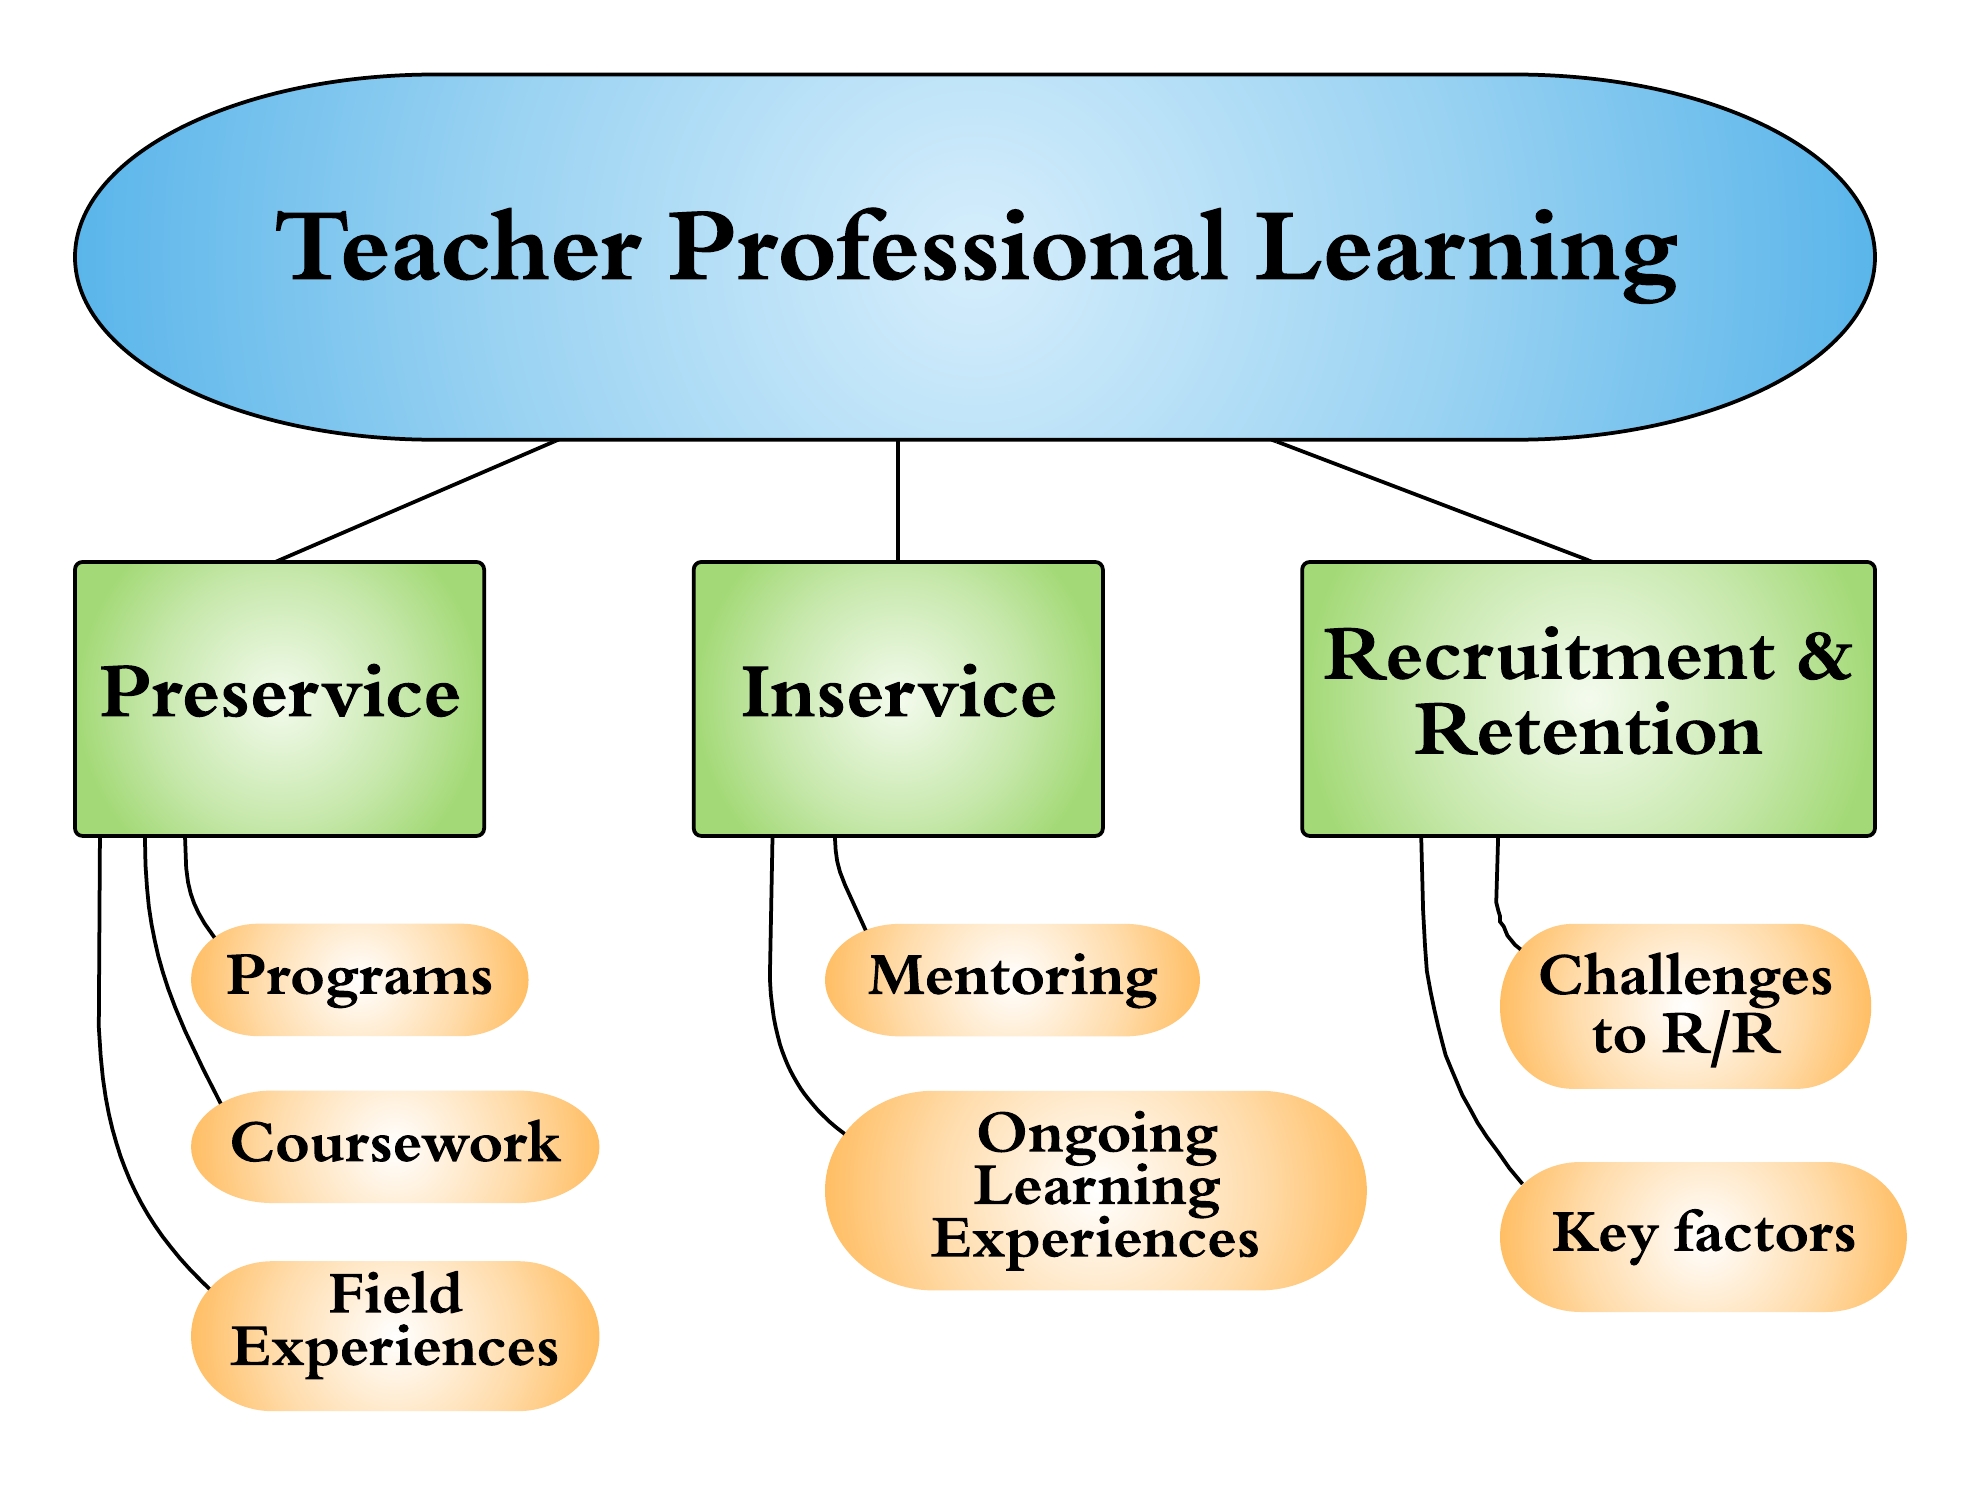 Teacher Professional Learning
Preservice
Inservice
Recruitment &
Retention
Programs
Coursework
Field
Experiences
Mentoring
Ongoing
Learning
Experiences
Challenges
to R/R
Key factors